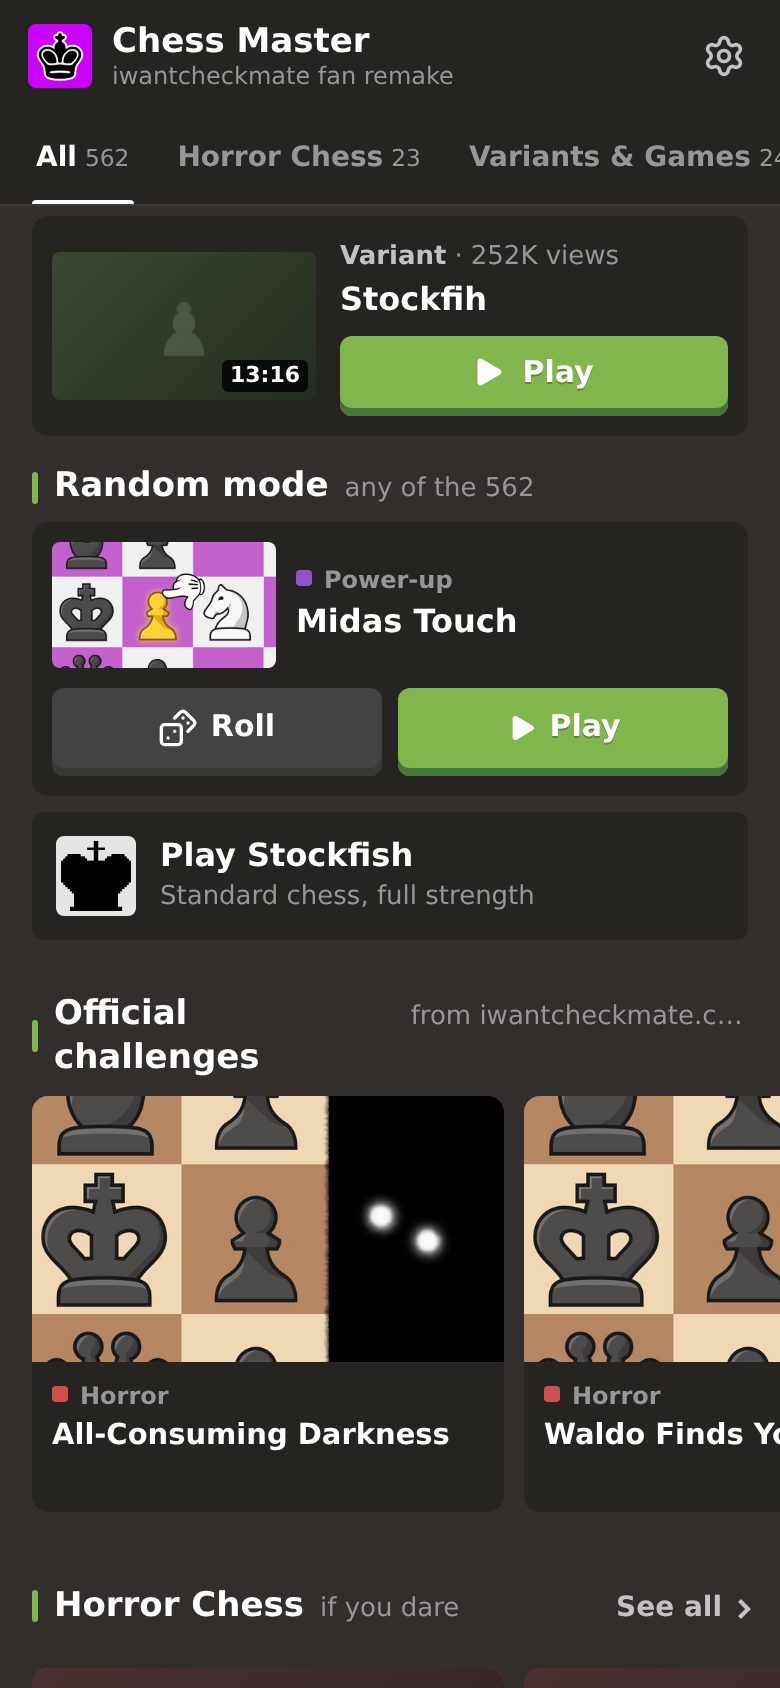 Chess Master
iwantcheckmate fan remake
All 562
Horror Chess 23
Variants & Games 24
Variant · 252K views
Stockfih
13:16
Play
Random mode any of the 562
Power-up
Midas Touch
Roll
Play
Play Stockfish
Standard chess, full strength
Official
challenges
from iwantcheckmate.c...
Horror
All-Consuming Darkness
Horror
Waldo Finds Yo
Horror Chess if you dare
See all